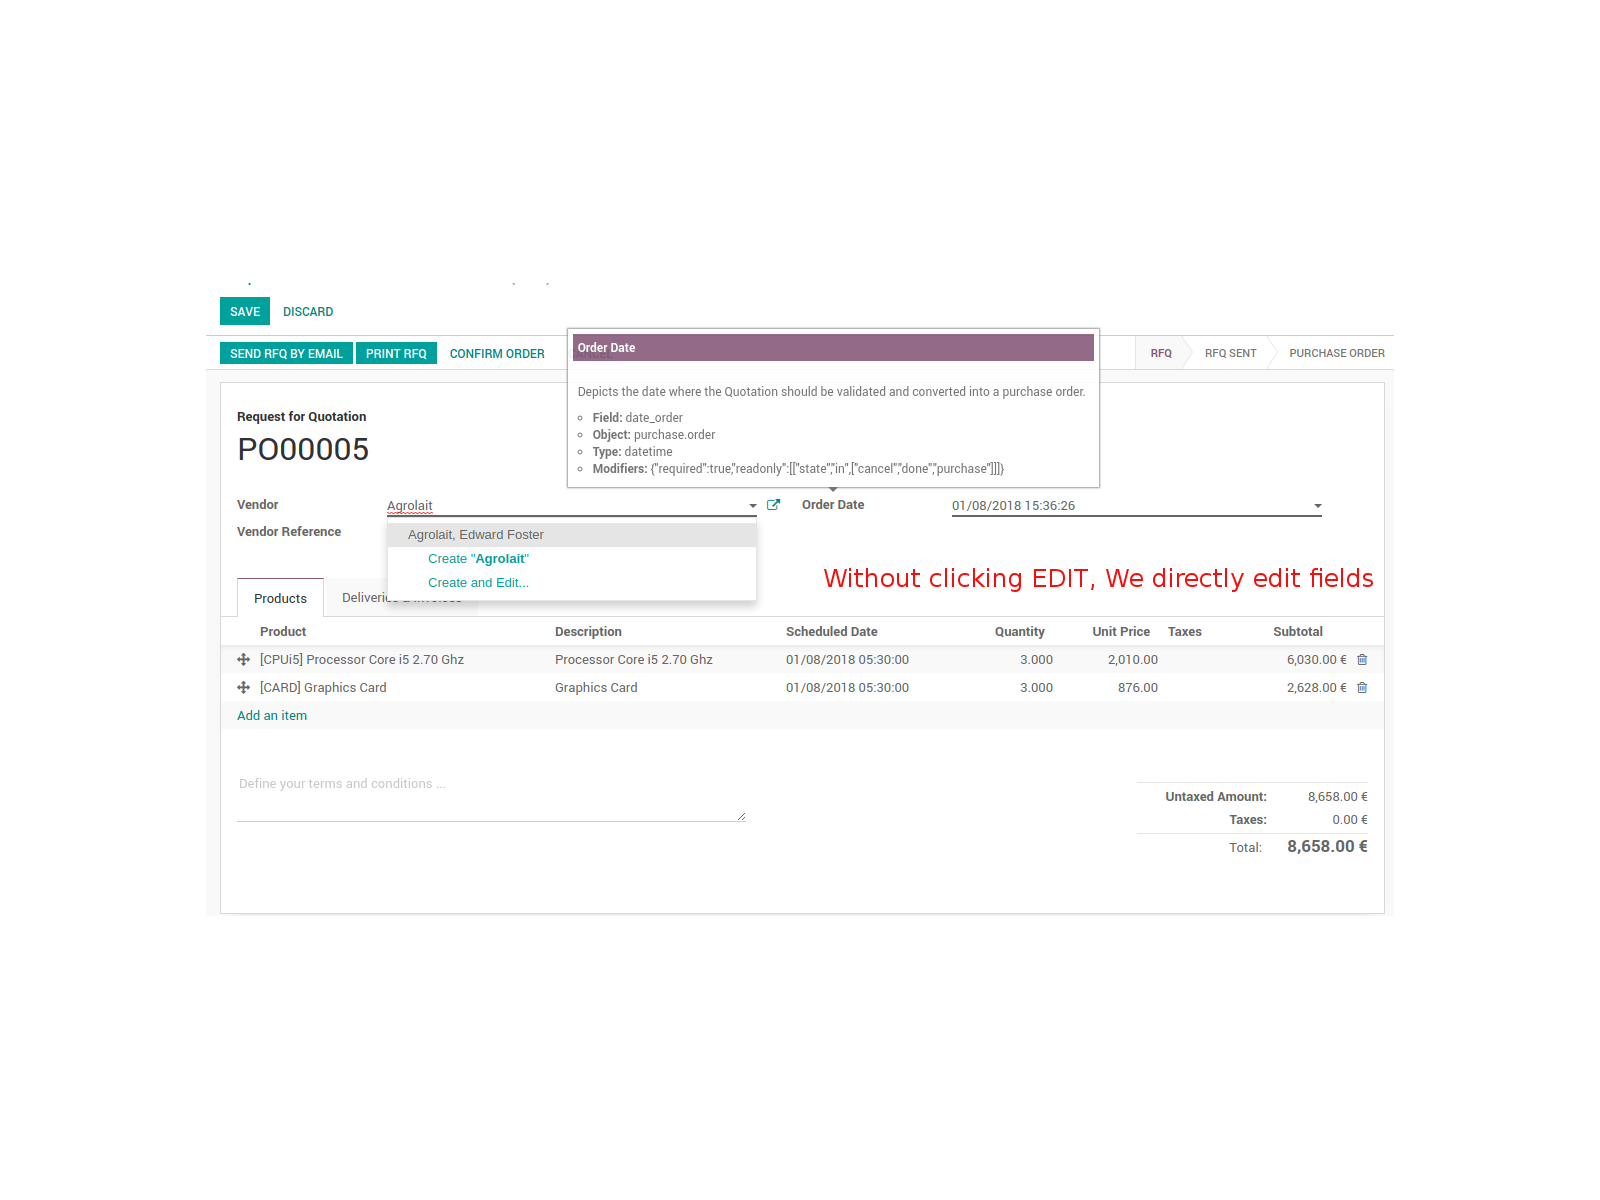 SAVE DISCARD
SEND RFQ BY EMAIL PRINT RFQ CONFIRM ORDER
Order Date
RFQ RFQ SENT PURCHASE ORDER
Depicts the date where the Quotation should be validated and converted into a purchase order.
Field: date_order
Object: purchase.order
Type: datetime
Modifiers: {"required":true,"readonly":[["state","in",["cancel","done","purchase"]]]}
Request for Quotation
PO00005
Vendor Agrolait Order Date 01/08/2018 15:36:26
Vendor Reference
Agrolait, Edward Foster
Create "Agrolait"
Create and Edit...
Without clicking EDIT, We directly edit fields
Products Deliveries & Invoices
Product Description Scheduled Date Quantity Unit Price Taxes Subtotal
[CPUi5] Processor Core i5 2.70 Ghz Processor Core i5 2.70 Ghz 01/08/2018 05:30:00 3.000 2,010.00 6,030.00 €
[CARD] Graphics Card Graphics Card 01/08/2018 05:30:00 3.000 876.00 2,628.00 €
Add an item
Define your terms and conditions ...
Untaxed Amount: 8,658.00 €
Taxes: 0.00 €
Total: 8,658.00 €